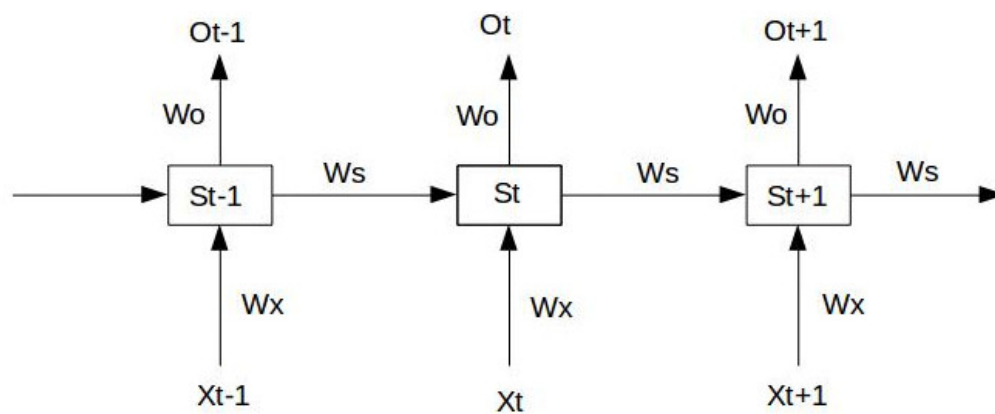 Ot-1 Ot Ot+1
Wo Wo Wo
St-1 Ws St Ws St+1 Ws
Wx Wx Wx
Xt-1 Xt Xt+1